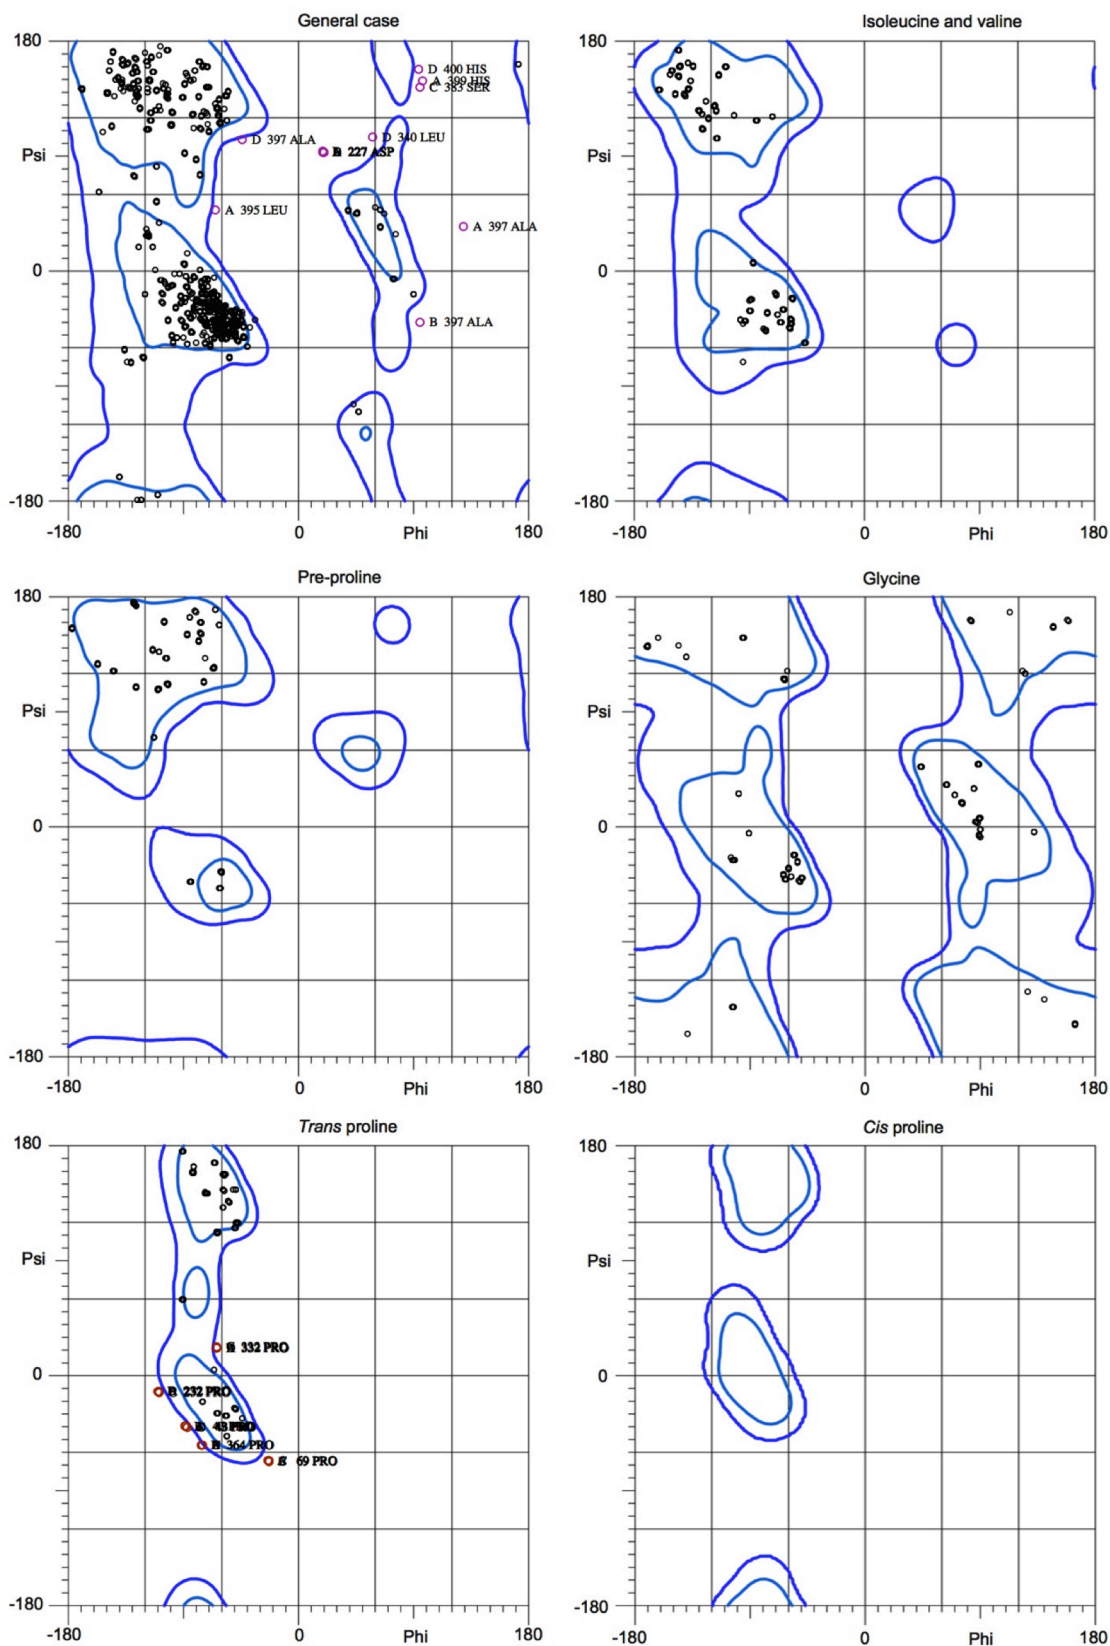 General case
Isoleucine and valine
180
180
D 400 HIS
A 399 HIS
C 383 SER
D 397 ALA
D 340 LEU
227 ASP
Psi
Psi
A 395 LEU
A 397 ALA
0
0
B 397 ALA
-180
-180
-180
0
Phi
180
-180
0
Phi
180
Pre-proline
Glycine
180
180
Psi
Psi
0
0
-180
-180
-180
0
Phi
180
-180
0
Phi
180
Trans proline
Cis proline
180
180
Psi
Psi
332 PRO
0
0
232 PRO
PRO
364 PRO
69 PRO
-180
-180
-180
0
Phi
180
-180
0
Phi
180